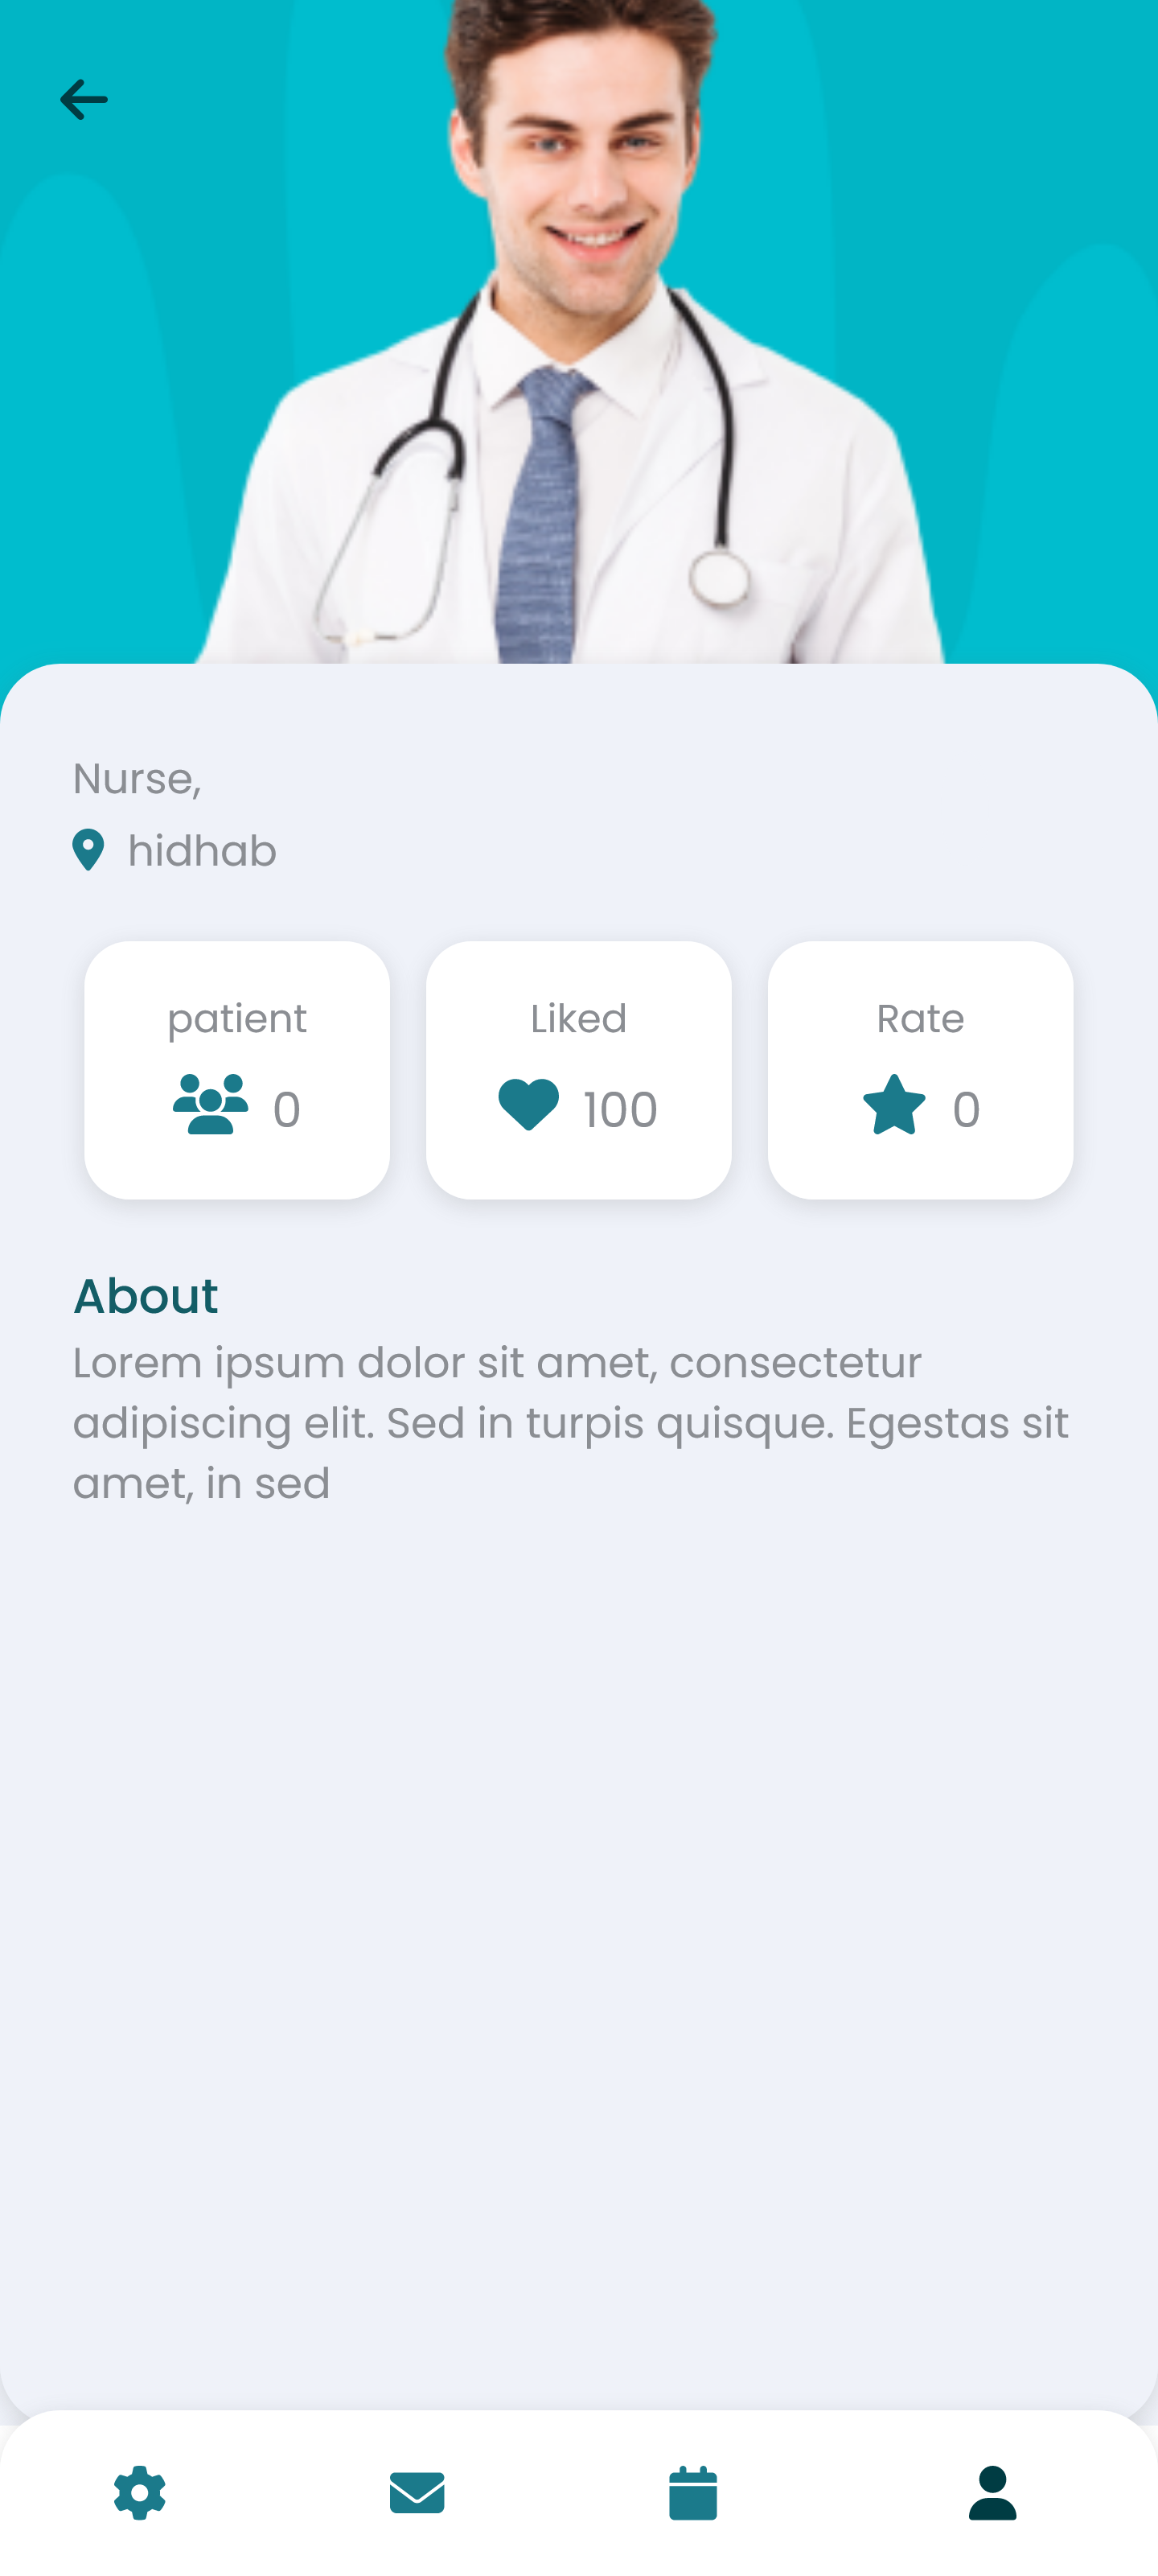 Nurse,
hidhab
patient
Liked
Rate
0
100
0
About
Lorem ipsum dolor sit amet, consectetur
adipiscing elit. Sed in turpis quisque. Egestas sit
amet, in sed